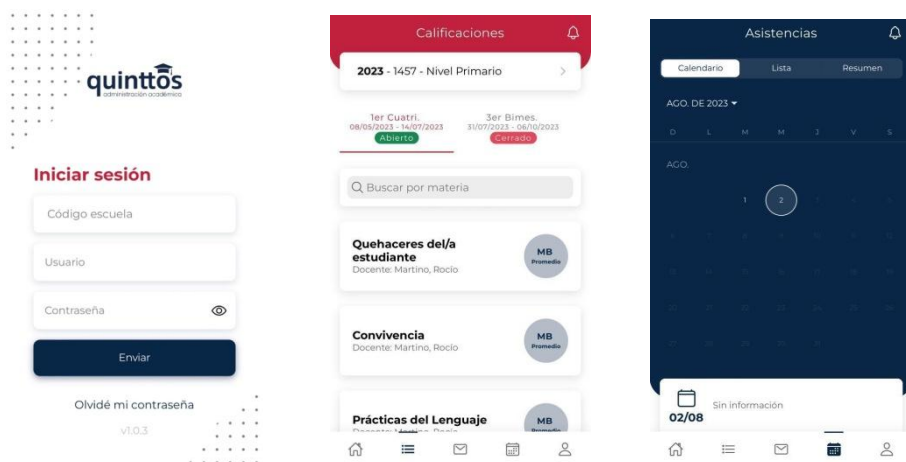 quinttos
administración académica
Iniciar sesión
Código escuela
Usuario
Contraseña
Enviar
Olvidé mi contraseña
v1.0.3
Calificaciones
2023 - 1457 - Nivel Primario
1er Cuatri.
08/05/2023 - 14/07/2023
Abierto
3er Bimes.
31/07/2023 - 06/10/2023
Cerrado
Buscar por materia
Quehaceres del/a
estudiante
Docente: Martino, Rocío
MB
Promedio
Convivencia
Docente: Martino, Rocío
MB
Promedio
Prácticas del Lenguaje
MB
Asistencias
Calendario Lista Resumen
AGO. DE 2023
D L M M J V S
AGO.
1 2
02/08
Sin información